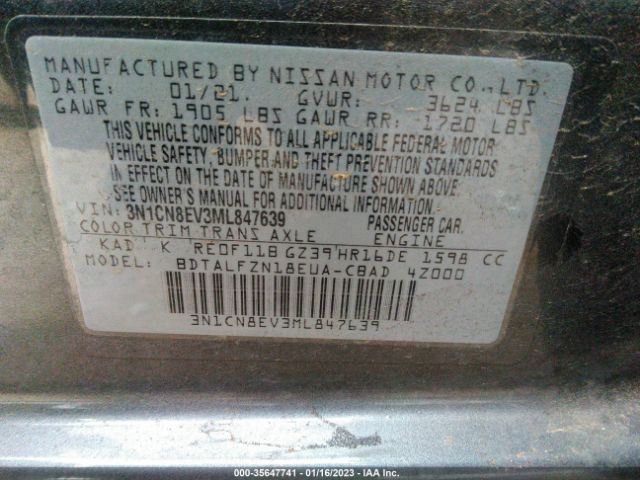 MANUFACTURED BY NISSAN MOTOR CO., LTD.
DATE: 01/21. GVWR: 3624 LBS
GAWR FR: 1905 LBS GAWR RR: 1720 LBS
THIS VEHICLE CONFORMS TO ALL APPLICABLE FEDERAL MOTOR
VEHICLE SAFETY, BUMPER AND THEFT PREVENTION STANDARDS
IN EFFECT ON THE DATE OF MANUFACTURE SHOWN ABOVE.
SEE OWNER'S MANUAL FOR ADDITIONAL INFORMATION.
VIN: 3N1CN8EV3ML847639 PASSENGER CAR.
COLOR TRIM TRANS AXLE ENGINE
KAD K RE0F11B GZ39 HR16DE 1598 CC
MODEL: BDTALFZN18EUA-CBAD 4Z000
3N1CN8EV3ML847639
000-35647741 - 01/16/2023 - IAA Inc.